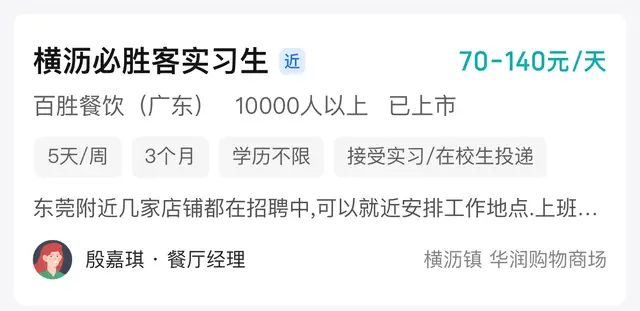 横沥必胜客实习生 近 70-140元/天
百胜餐饮（广东） 10000人以上 已上市
5天/周 3个月 学历不限 接受实习/在校生投递
东莞附近几家店铺都在招聘中,可以就近安排工作地点.上班...
殷嘉琪 · 餐厅经理 横沥镇 华润购物商场